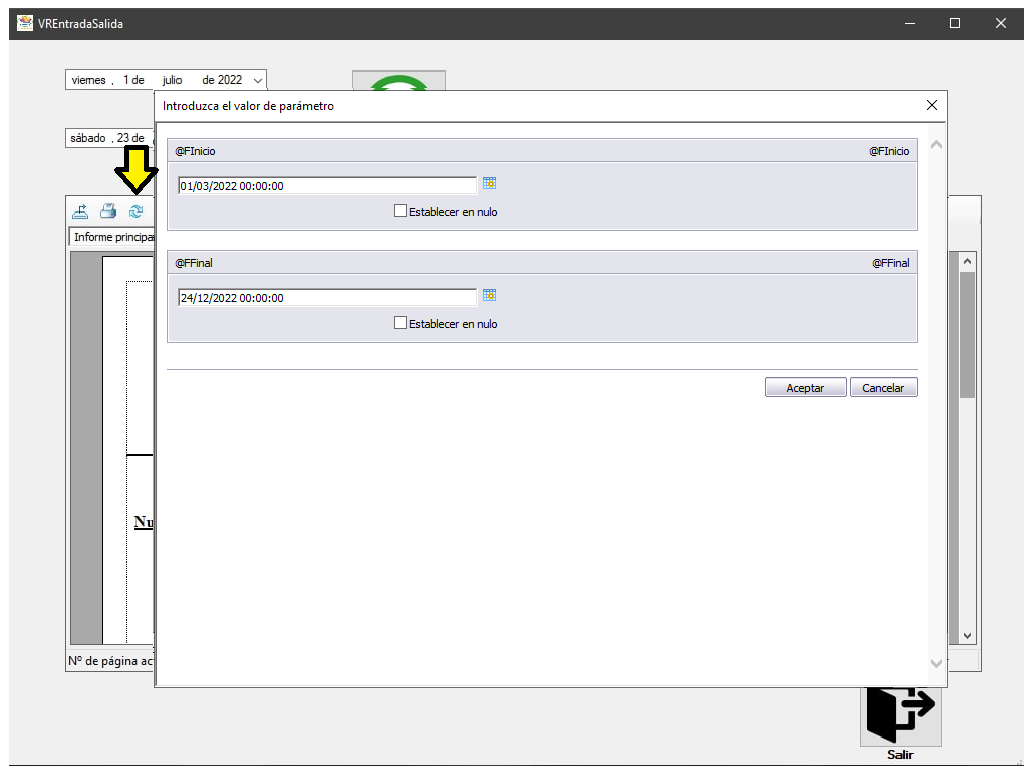 VREntradaSalida
viernes , 1 de julio de 2022
Introduzca el valor de parámetro
sábado , 23 de
@FInicio @FInicio
01/03/2022 00:00:00
Establecer en nulo
Informe principa
@FFinal @FFinal
24/12/2022 00:00:00
Establecer en nulo
Aceptar Cancelar
Nu
Nº de página ac
Salir